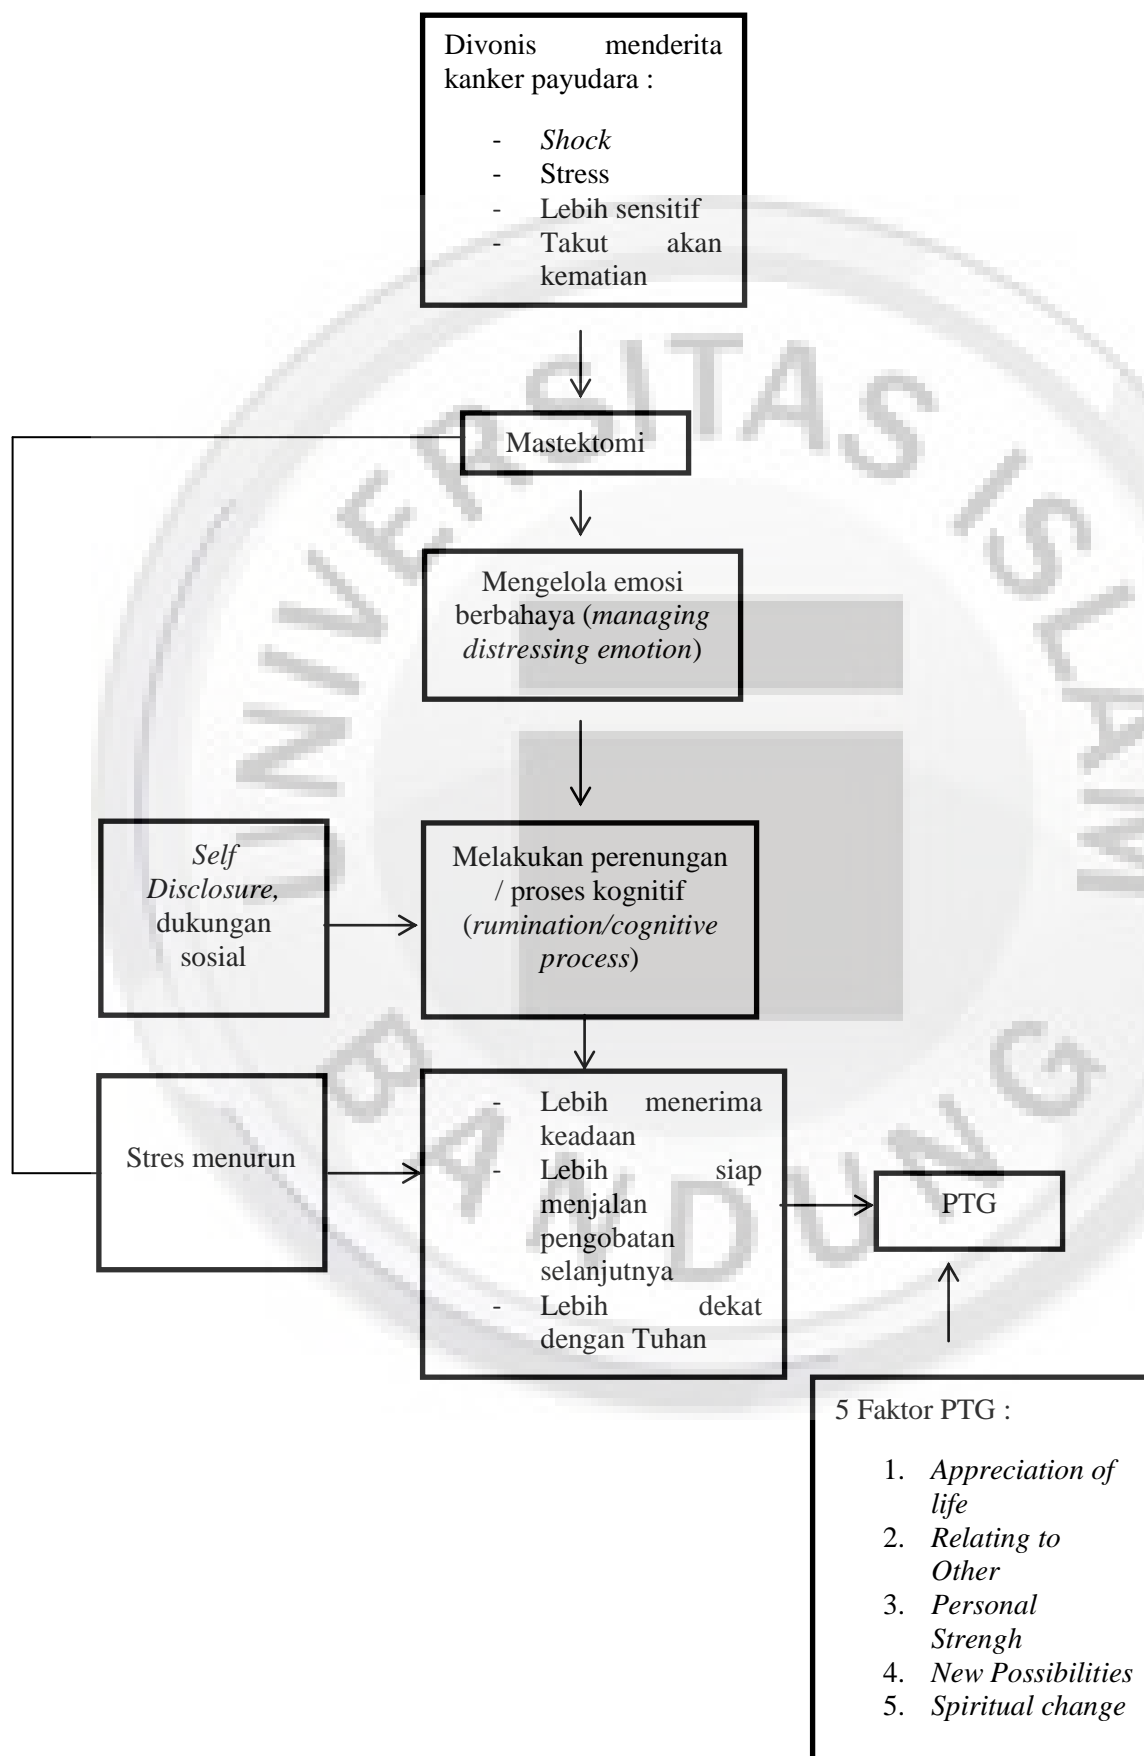 Divonis menderita
kanker payudara :
- Shock
- Stress
- Lebih sensitif
- Takut akan
kematian
Mastektomi
Mengelola emosi
berbahaya (managing
distressing emotion)
Self
Disclosure,
dukungan
sosial
Melakukan perenungan
/ proses kognitif
(rumination/cognitive
process)
Stres menurun
- Lebih menerima
keadaan
- Lebih siap
menjalan
pengobatan
selanjutnya
- Lebih dekat
dengan Tuhan
PTG
5 Faktor PTG :
1. Appreciation of
life
2. Relating to
Other
3. Personal
Strengh
4. New Possibilities
5. Spiritual change
UNIVERSITAS ISLAM
BANDUNG